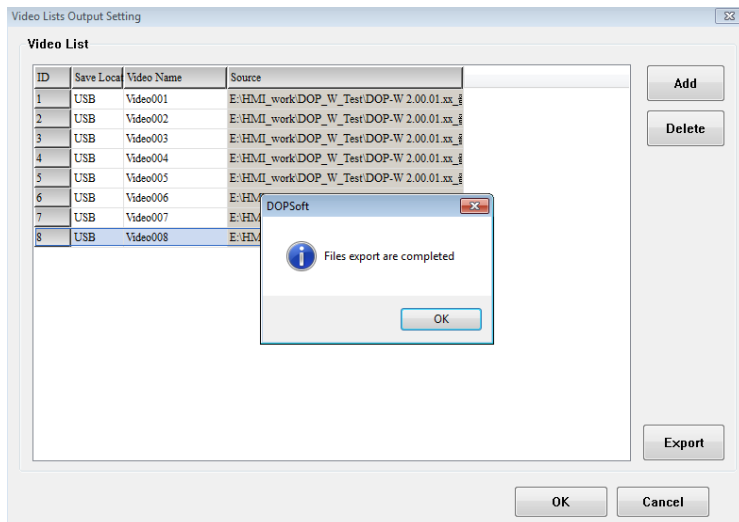 Video Lists Output Setting
Video List
ID Save Locat Video Name Source
1 USB Video001 E:\HMI_work\DOP_W_Test\DOP-W 2.00.01.xx_
2 USB Video002 E:\HMI_work\DOP_W_Test\DOP-W 2.00.01.xx_
3 USB Video003 E:\HMI_work\DOP_W_Test\DOP-W 2.00.01.xx_
4 USB Video004 E:\HMI_work\DOP_W_Test\DOP-W 2.00.01.xx_
5 USB Video005 E:\HMI_work\DOP_W_Test\DOP-W 2.00.01.xx_
6 USB Video006 E:\HM
7 USB Video007 E:\HM
8 USB Video008 E:\HM
DOPSoft
Files export are completed
OK
Add
Delete
Export
OK
Cancel